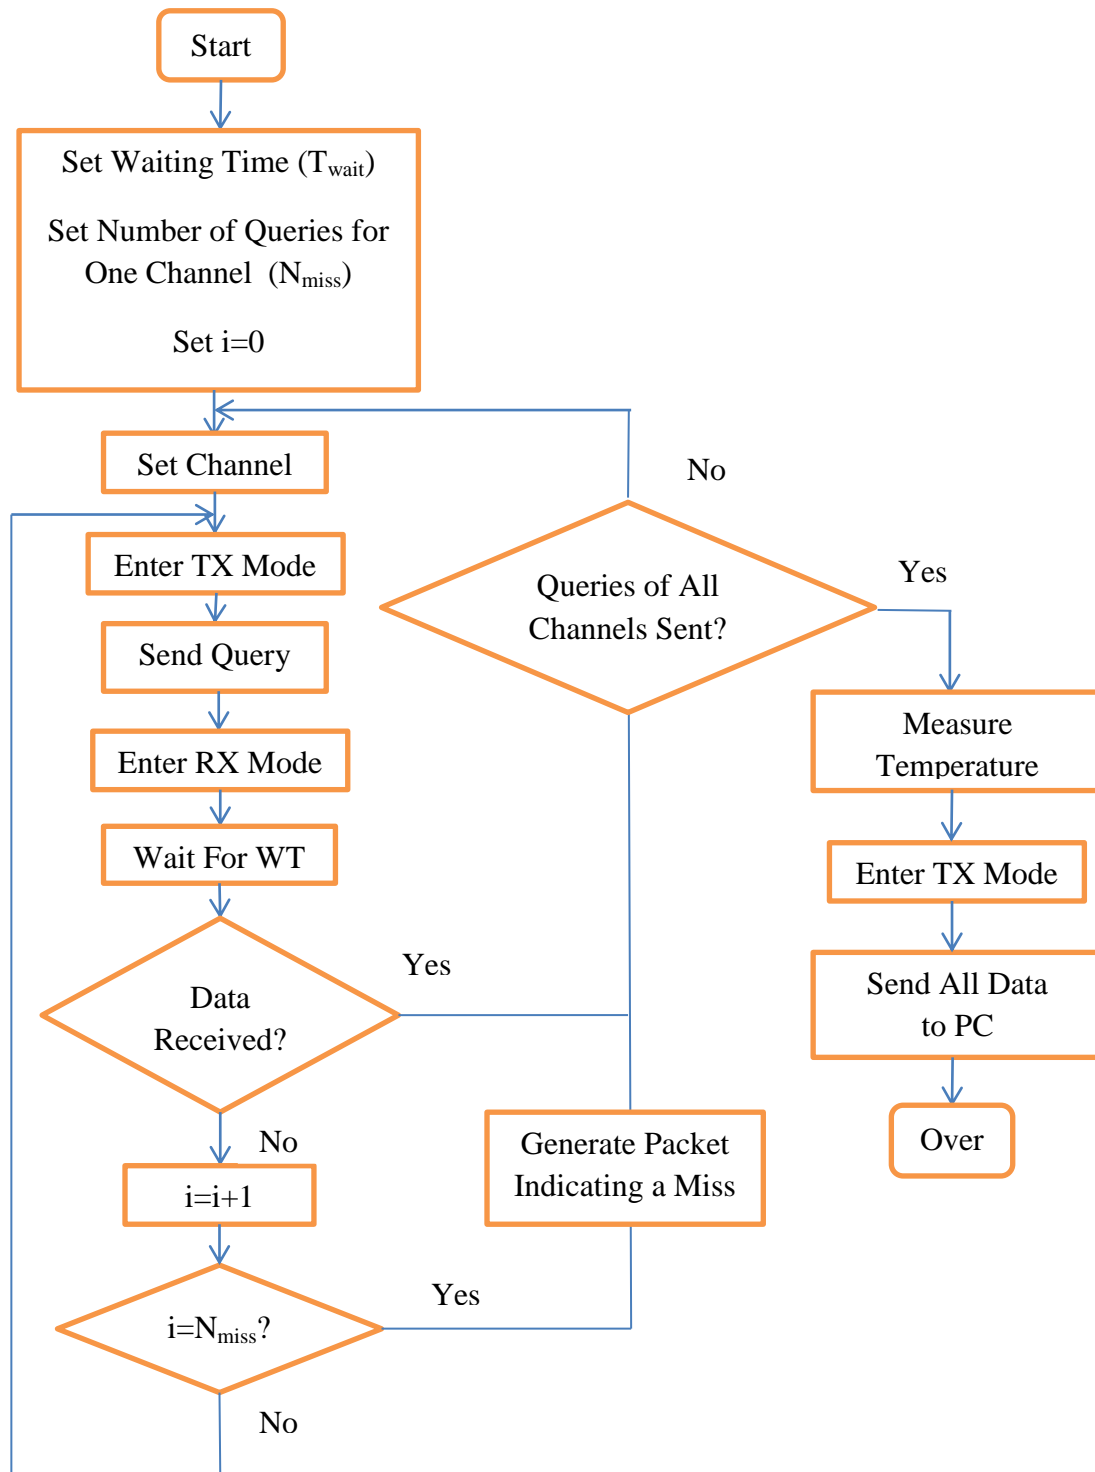 Start
Set Waiting Time (Twait)
Set Number of Queries for
One Channel (Nmiss)
Set i=0
Set Channel
Enter TX Mode
Send Query
Enter RX Mode
Wait For WT
Data
Received?
Yes
No
i=i+1
i=Nmiss?
Yes
No
Generate Packet
Indicating a Miss
Queries of All
Channels Sent?
No
Yes
Measure
Temperature
Enter TX Mode
Send All Data
to PC
Over